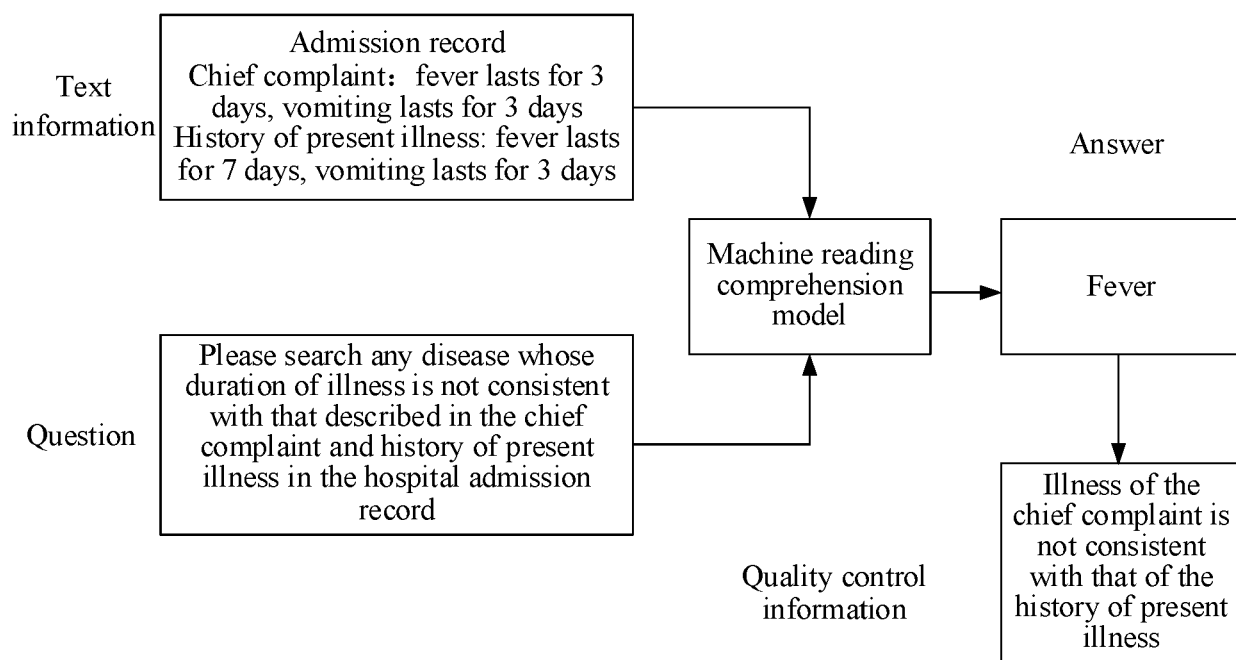 Text
information
Admission record
Chief complaint：fever lasts for 3
days, vomiting lasts for 3 days
History of present illness: fever lasts
for 7 days, vomiting lasts for 3 days
Question
Please search any disease whose
duration of illness is not consistent
with that described in the chief
complaint and history of present
illness in the hospital admission
record
Machine reading
comprehension
model
Answer
Fever
Quality control
information
Illness of the
chief complaint is
not consistent
with that of the
history of present
illness